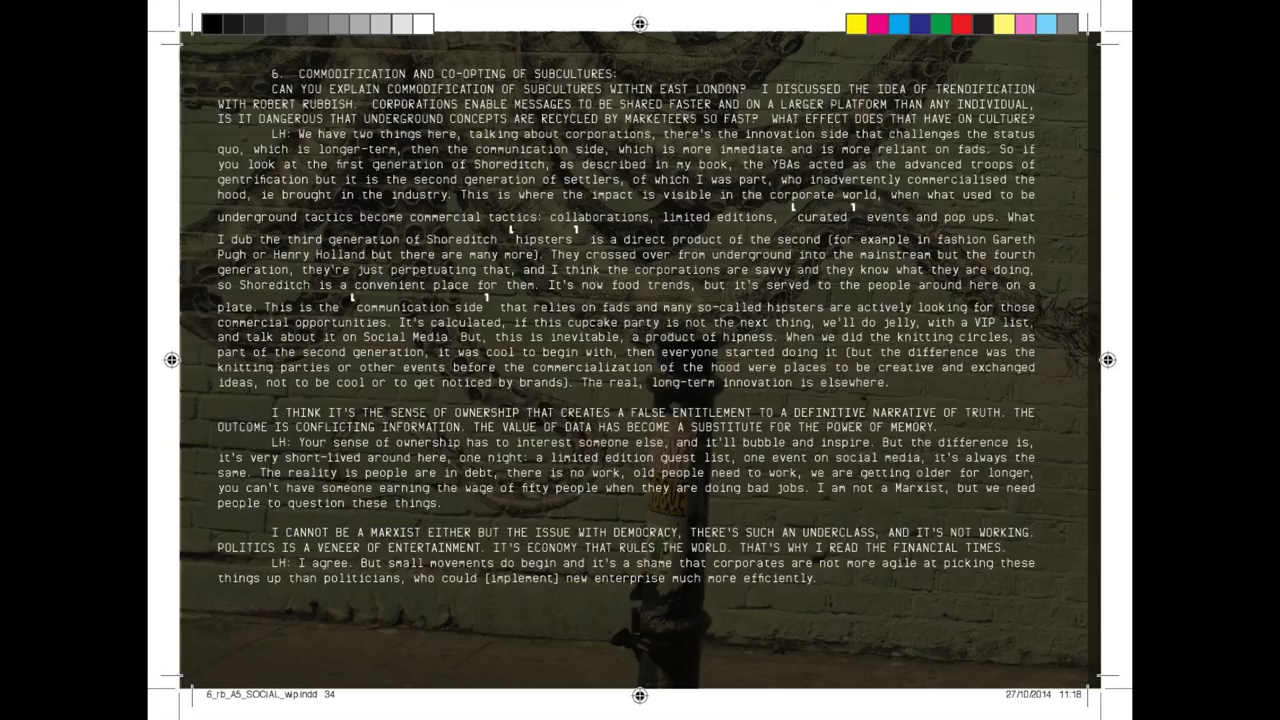 6. COMMODIFICATION AND CO-OPTING OF SUBCULTURES:
CAN YOU EXPLAIN COMMODIFICATION OF SUBCULTURES WITHIN EAST LONDON? I DISCUSSED THE IDEA OF TRENDIFICATION
WITH ROBERT RUBBISH. CORPORATIONS ENABLE MESSAGES TO BE SHARED FASTER AND ON A LARGER PLATFORM THAN ANY INDIVIDUAL,
IS IT DANGEROUS THAT UNDERGROUND CONCEPTS ARE RECYCLED BY MARKETEERS SO FAST? WHAT EFFECT DOES THAT HAVE ON CULTURE?
LH: We have two things here, talking about corporations, there's the innovation side that challenges the status
quo, which is longer-term, then the communication side, which is more immediate and is more reliant on fads. So if
you look at the first generation of Shoreditch, as described in my book, the YBAs acted as the advanced troops of
gentrification but it is the second generation of settlers, of which I was part, who inadvertently commercialised the
hood, ie brought in the industry. This is where the impact is visible in the corporate world, when what used to be
underground tactics become commercial tactics: collaborations, limited editions, 'curated' events and pop ups. What
I dub the third generation of Shoreditch 'hipsters' is a direct product of the second (for example in fashion Gareth
Pugh or Henry Holland but there are many more). They crossed over from underground into the mainstream but the fourth
generation, they're just perpetuating that, and I think the corporations are savvy and they know what they are doing,
so Shoreditch is a convenient place for them. It's now food trends, but it's served to the people around here on a
plate. This is the 'communication side' that relies on fads and many so-called hipsters are actively looking for those
commercial opportunities. It's calculated, if this cupcake party is not the next thing, we'll do jelly, with a VIP list,
and talk about it on Social Media. But, this is inevitable, a product of hipness. When we did the knitting circles, as
part of the second generation, it was cool to begin with, then everyone started doing it (but the difference was the
knitting parties or other events before the commercialization of the hood were places to be creative and exchanged
ideas, not to be cool or to get noticed by brands). The real, long-term innovation is elsewhere.
I THINK IT'S THE SENSE OF OWNERSHIP THAT CREATES A FALSE ENTITLEMENT TO A DEFINITIVE NARRATIVE OF TRUTH. THE
OUTCOME IS CONFLICTING INFORMATION. THE VALUE OF DATA HAS BECOME A SUBSTITUTE FOR THE POWER OF MEMORY.
LH: Your sense of ownership has to interest someone else, and it'll bubble and inspire. But the difference is,
it's very short-lived around here, one night: a limited edition guest list, one event on social media, it's always the
same. The reality is people are in debt, there is no work, old people need to work, we are getting older for longer,
you can't have someone earning the wage of fifty people when they are doing bad jobs. I am not a Marxist, but we need
people to question these things.
I CANNOT BE A MARXIST EITHER BUT THE ISSUE WITH DEMOCRACY, THERE'S SUCH AN UNDERCLASS, AND IT'S NOT WORKING.
POLITICS IS A VENEER OF ENTERTAINMENT. IT'S ECONOMY THAT RULES THE WORLD. THAT'S WHY I READ THE FINANCIAL TIMES.
LH: I agree. But small movements do begin and it's a shame that corporates are not more agile at picking these
things up than politicians, who could [implement] new enterprise much more efficiently.
6_rb_A5_SOCIAL_wip.indd 34
27/10/2014 11:18